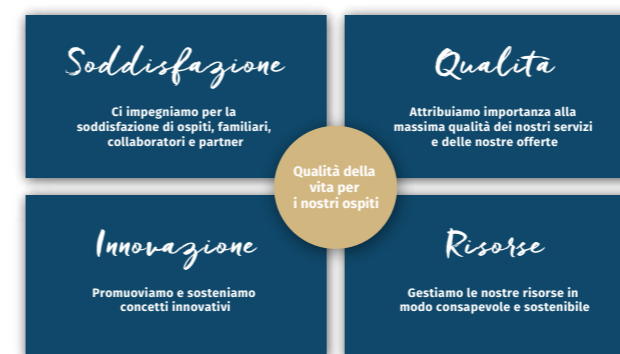 Soddisfazione
Ci impegniamo per la
soddisfazione di ospiti, familiari,
collaboratori e partner
Qualità
Attribuiamo importanza alla
massima qualità dei nostri servizi
e delle nostre offerte
Qualità della
vita per
i nostri ospiti
Innovazione
Promuoviamo e sosteniamo
concetti innovativi
Risorse
Gestiamo le nostre risorse in
modo consapevole e sostenibile